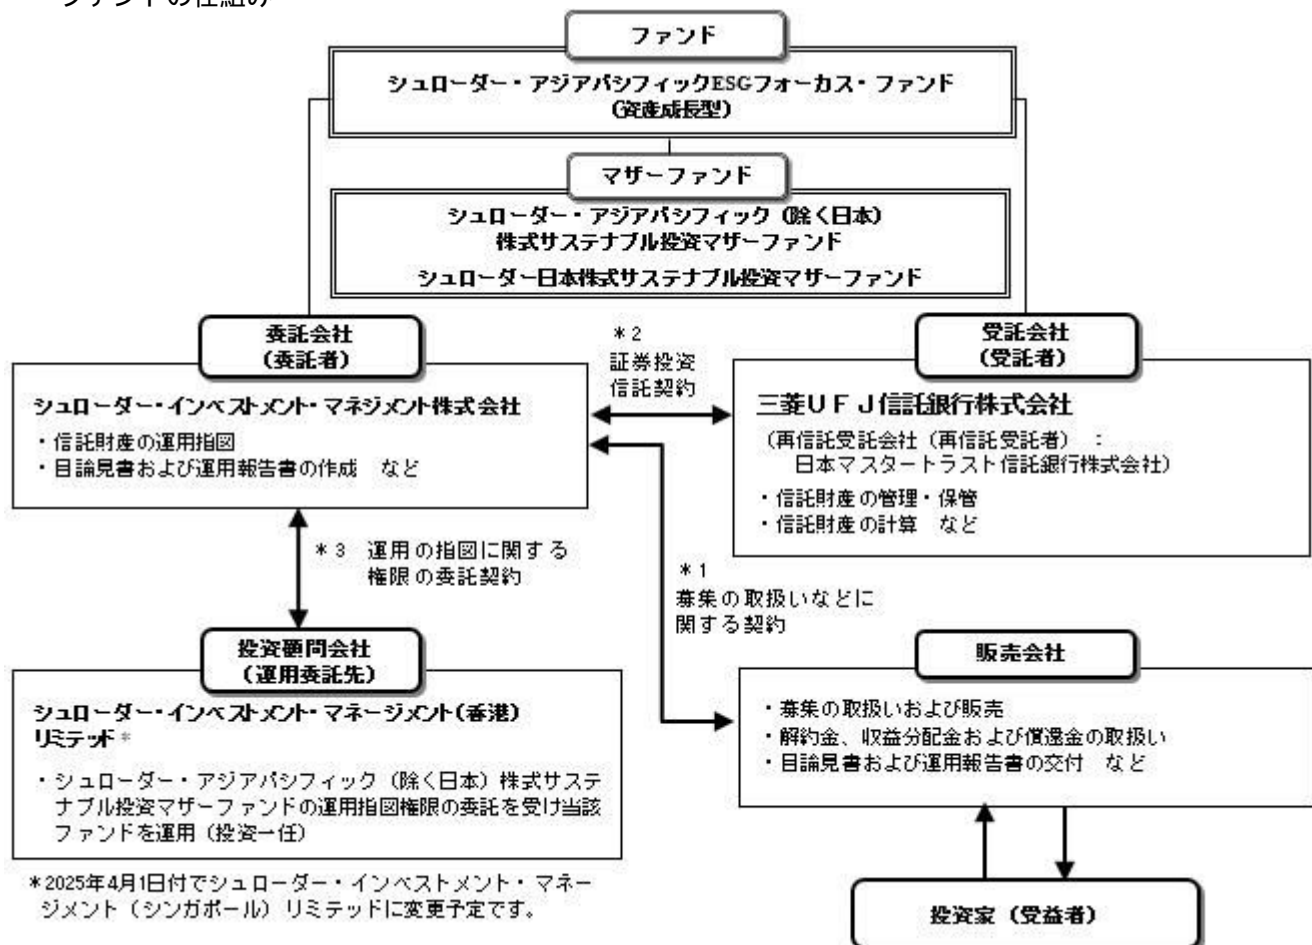 ファンドの仕組み
ファンド
シュローダー・アジアパシフィックESGフォーカス・ファンド
(資産成長型)
マザーファンド
シュローダー・アジアパシフィック（除く日本）
株式サステナブル投資マザーファンド
シュローダー日本株式サステナブル投資マザーファンド
委託会社
(委託者)
シュローダー・インベストメント・マネジメント株式会社
・信託財産の運用指図
・目論見書および運用報告書の作成　など
＊2
証券投資
信託契約
受託会社
(受託者)
三菱ＵＦＪ信託銀行株式会社
（再信託受託会社（再信託受託者）　：
日本マスタートラスト信託銀行株式会社）
・信託財産の管理・保管
・信託財産の計算　など
＊3　運用の指図に関する
権限の委託契約
＊1
募集の取扱いなどに
関する契約
投資顧問会社
（運用委託先）
シュローダー・インベストメント・マネージメント(香港)
リミテッド＊
・シュローダー・アジアパシフィック（除く日本）株式サステ
ナブル投資マザーファンドの運用指図権限の委託を受け当該
ファンドを運用（投資一任）
＊2025年4月1日付でシュローダー・インベストメント・マネー
ジメント（シンガポール）リミテッドに変更予定です。
販売会社
・募集の取扱いおよび販売
・解約金、収益分配金および償還金の取扱い
・目論見書および運用報告書の交付　など
投資家（受益者）